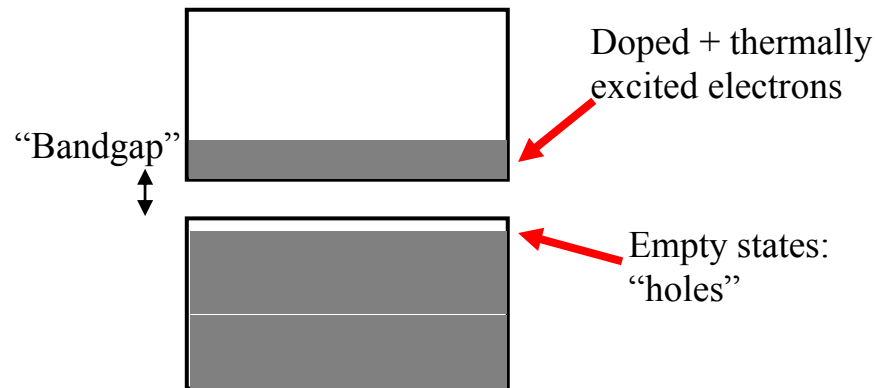 Doped + thermally
excited electrons
“Bandgap”
Empty states:
“holes”